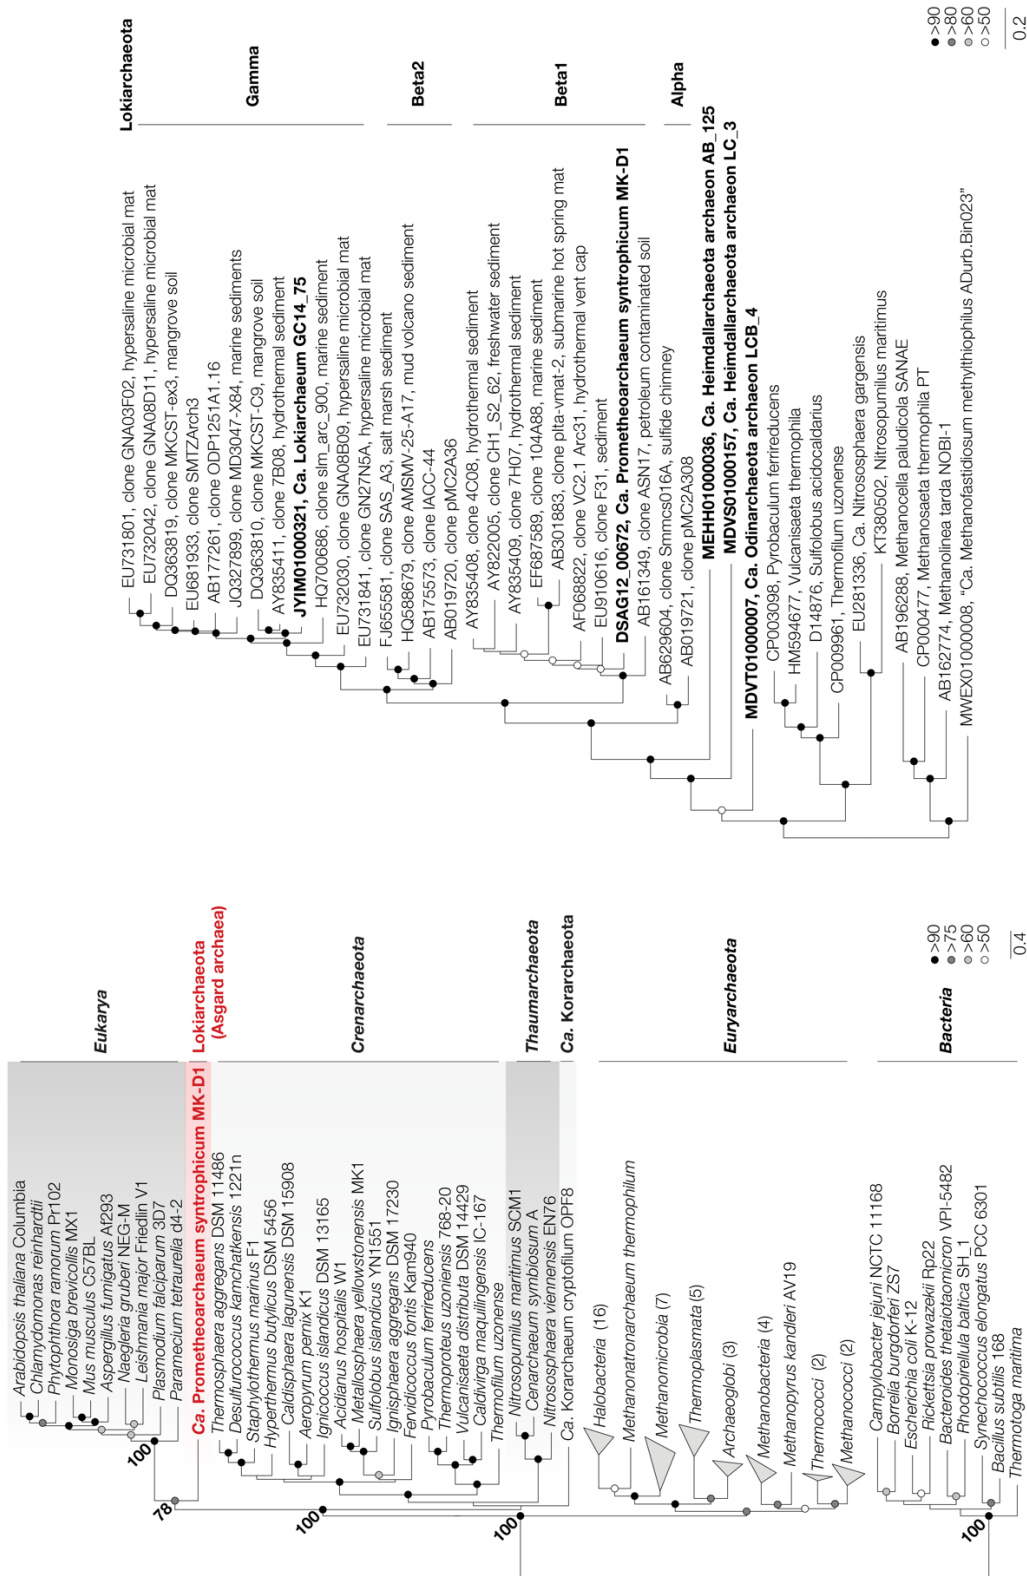 Arabidopsis thaliana Columbia
Chlamydomonas reinhardtii
Phytophthora ramorum Pr102
Monosiga brevicollis MX1
Mus musculus C57BL
Aspergillus fumigatus Af293
Naegleria gruberi NEG-M
Leishmania major Friedlin V1
Plasmodium falciparum 3D7
Paramecium tetraurelia d4-2
Ca. Prometheoarchaeum syntrophicum MK-D1
Thermosphaera aggregans DSM 11486
Desulfurococcus kamchatkensis 1221n
Staphylothermus marinus F1
Hyperthermus butylicus DSM 5456
Caldisphaera lagunensis DSM 15908
Aeropyrum pernix K1
Ignicoccus islandicus DSM 13165
Acidianus hospitalis W1
Metallosphaera yellowstonensis MK1
Sulfolobus islandicus YN1551
Ignisphaera aggregans DSM 17230
Fervidicoccus fontis Kam940
Pyrobaculum ferrireducens
Thermoproteus uzoniensis 768-20
Vulcanisaeta distributa DSM 14429
Caldivirga maquilingensis IC-167
Thermofilum uzonense
Nitrosopumilus maritimus SCM1
Cenarchaeum symbiosum A
Nitrososphaera viennensis EN76
Ca. Korarchaeum cryptofilum OPF8
Halobacteria (16)
Methanonatronarchaeum thermophilum
Methanomicrobia (7)
Thermoplasmata (5)
Archaeoglobi (3)
Methanobacteria (4)
Methanopyrus kandleri AV19
Thermococci (2)
Methanococci (2)
Campylobacter jejuni NCTC 11168
Borrelia burgdorferi ZS7
Escherichia coli K-12
Rickettsia prowazekii Rp22
Bacteroides thetaiotaomicron VPI-5482
Rhodopirellula baltica SH_1
Synechococcus elongatus PCC 6301
Bacillus subtilis 168
Thermotoga maritima
100
78
100
100
100
Eukarya
Lokiarchaeota
(Asgard archaea)
Crenarchaeota
Thaumarchaeota
Ca. Korarchaeota
Euryarchaeota
Bacteria
>90
>75
>60
>50
0.4
EU731801, clone GNA03F02, hypersaline microbial mat
EU732042, clone GNA08D11, hypersaline microbial mat
DQ363819, clone MKCST-ex3, mangrove soil
EU681933, clone SMTZArch3
AB177261, clone ODP1251A1.16
JQ327899, clone MD3047-X84, marine sediments
DQ363810, clone MKCST-C9, mangrove soil
AY835411, clone 7B08, hydrothermal sediment
JYIM01000321, Ca. Lokiarchaeum GC14_75
HQ700686, clone slm_arc_900, marine sediment
EU732030, clone GNA08B09, hypersaline microbial mat
EU731841, clone GN27N5A, hypersaline microbial mat
FJ655581, clone SAS_A3, salt marsh sediment
HQ588679, clone AMSMV-25-A17, mud volcano sediment
AB175573, clone IACC-44
AB019720, clone pMC2A36
AY835408, clone 4C08, hydrothermal sediment
AY822005, clone CH1_S2_62, freshwater sediment
AY835409, clone 7H07, hydrothermal sediment
EF687589, clone 104A88, marine sediment
AB301883, clone plta-vmat-2, submarine hot spring mat
AF068822, clone VC2.1 Arc31, hydrothermal vent cap
EU910616, clone F31, sediment
DSAG12_00672, Ca. Prometheoarchaeum syntrophicum MK-D1
AB161349, clone ASN17, petroleum contaminated soil
AB629604, clone Smmcs016A, sulfide chimney
AB019721, clone pMC2A308
MEHH01000036, Ca. Heimdallarchaeota archaeon AB_125
MDVS01000157, Ca. Heimdallarchaeota archaeon LC_3
MDVT01000007, Ca. Odinarchaeon archaeon LCB_4
CP003098, Pyrobaculum ferrireducens
HM594677, Vulcanisaeta thermophila
D14876, Sulfolobus acidocaldarius
CP009961, Thermofilum uzonense
EU281336, Ca. Nitrososphaera gargensis
KT380502, Nitrosopumilus maritimus
AB196288, Methanocella paludicola SANAE
CP000477, Methanosaeta thermophila PT
AB162774, Methanolinea tarda NOBI-1
MWEX01000008, “Ca. Methanofastidiosum methylthiophilus ADurb.Bin023”
Lokiarchaeota
Gamma
Beta2
Beta1
Alpha
>90
>80
>60
>50
0.2